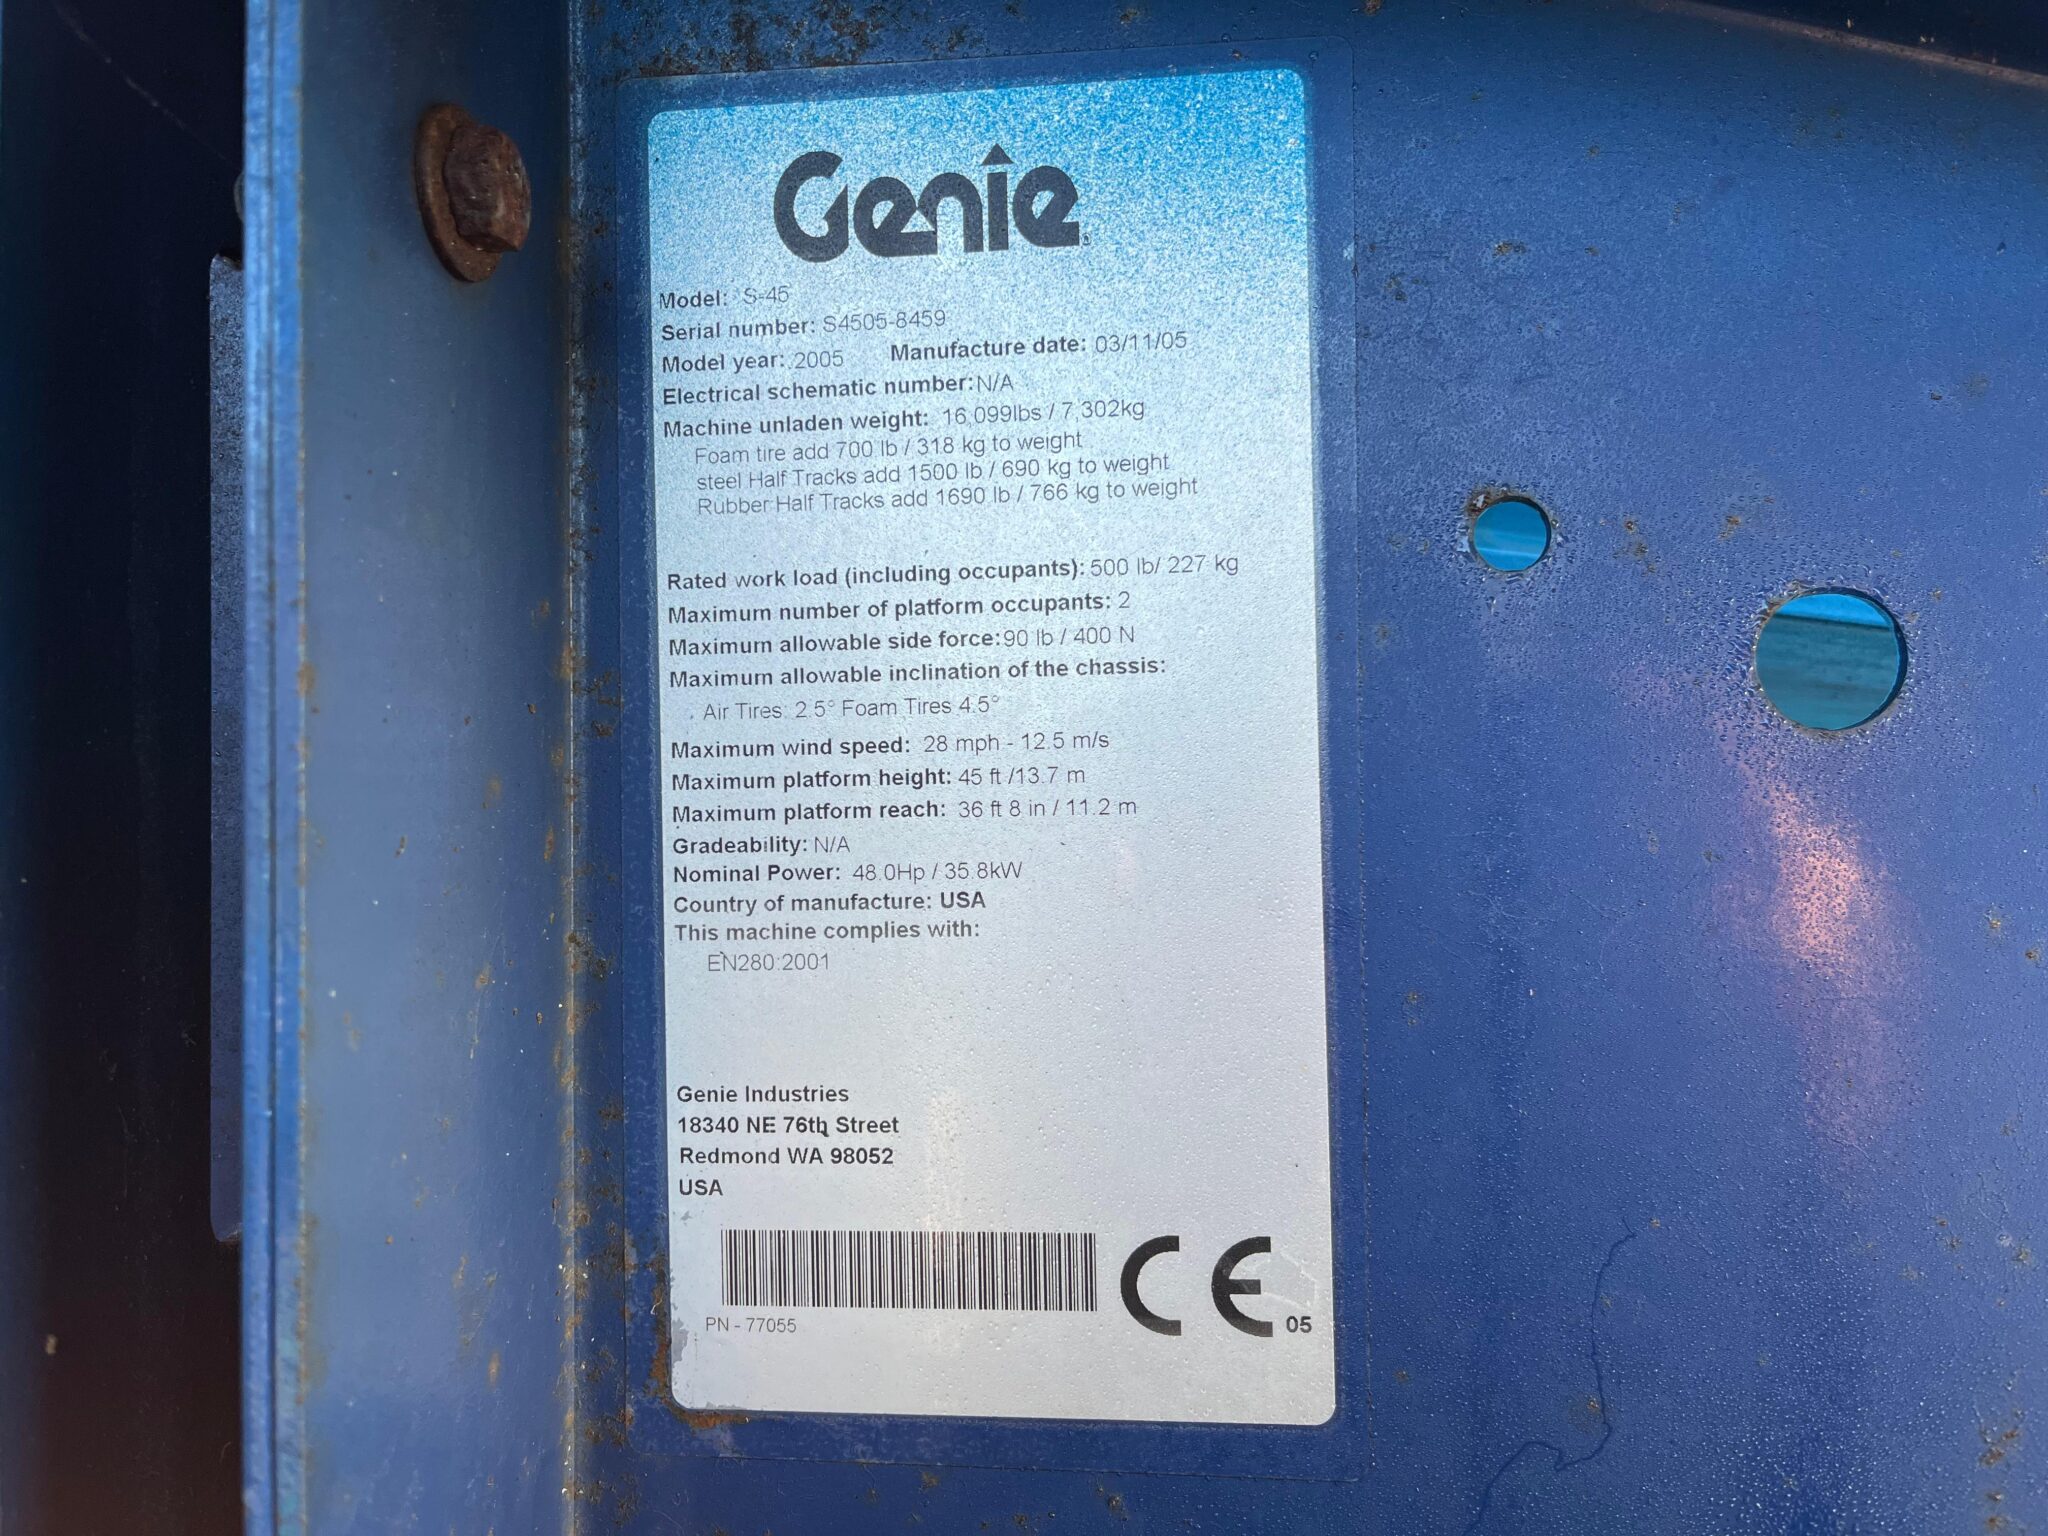 Genie
Model: S-45
Serial number: S4505-8459
Model year: 2005 Manufacture date: 03/11/05
Electrical schematic number: N/A
Machine unladen weight: 16,099lbs / 7,302kg
Foam tire add 700 lb / 318 kg to weight
steel Half Tracks add 1500 lb / 690 kg to weight
Rubber Half Tracks add 1690 lb / 766 kg to weight
Rated work load (including occupants): 500 lb/ 227 kg
Maximum number of platform occupants: 2
Maximum allowable side force: 90 lb / 400 N
Maximum allowable inclination of the chassis:
Air Tires: 2.5° Foam Tires 4.5°
Maximum wind speed: 28 mph - 12.5 m/s
Maximum platform height: 45 ft /13.7 m
Maximum platform reach: 36 ft 8 in / 11.2 m
Gradeability: N/A
Nominal Power: 48.0Hp / 35.8kW
Country of manufacture: USA
This machine complies with:
EN280:2001
Genie Industries
18340 NE 76th Street
Redmond WA 98052
USA
CE 05
PN - 77055